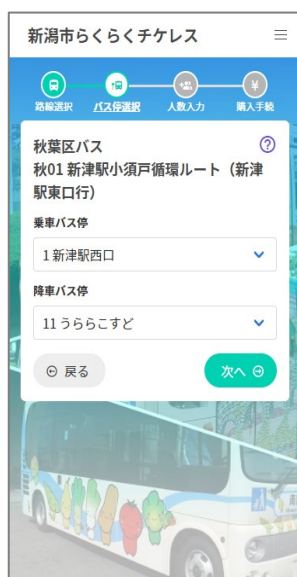 新潟市らくらくチケレス
路線選択 バス停選択 人数入力 購入手続
秋葉区バス
秋01 新津駅小須戸循環ルート（新津
駅東口行）
乗車バス停
1 新津駅西口
降車バス停
11 うららこすど
戻る 次へ